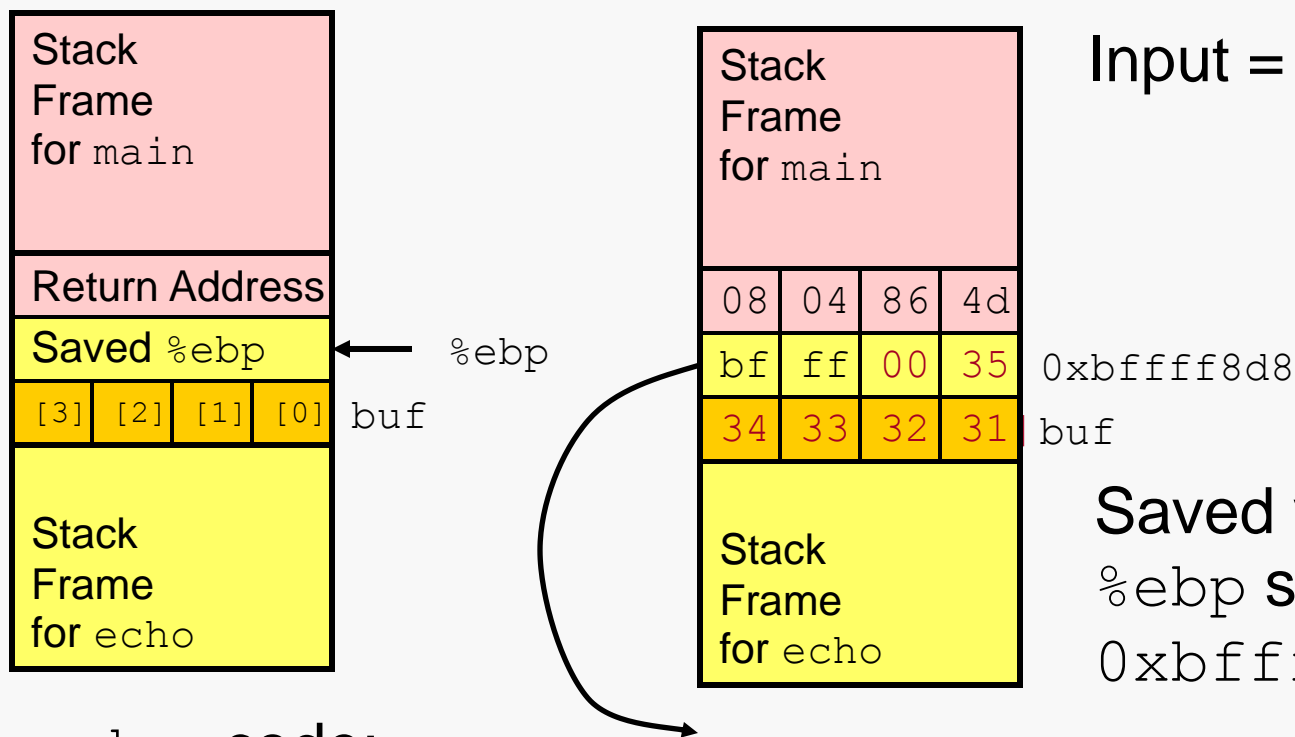 Stack
Frame
for main
Return Address
Saved %ebp
%ebp
[3] [2] [1] [0]
buf
Stack
Frame
for echo
Stack
Frame
for main
08 04 86 4d
bf ff 00 35
0xbffff8d8
34 33 32 31
buf
Stack
Frame
for echo
Input =
Saved
%ebp s
0xbff
code: